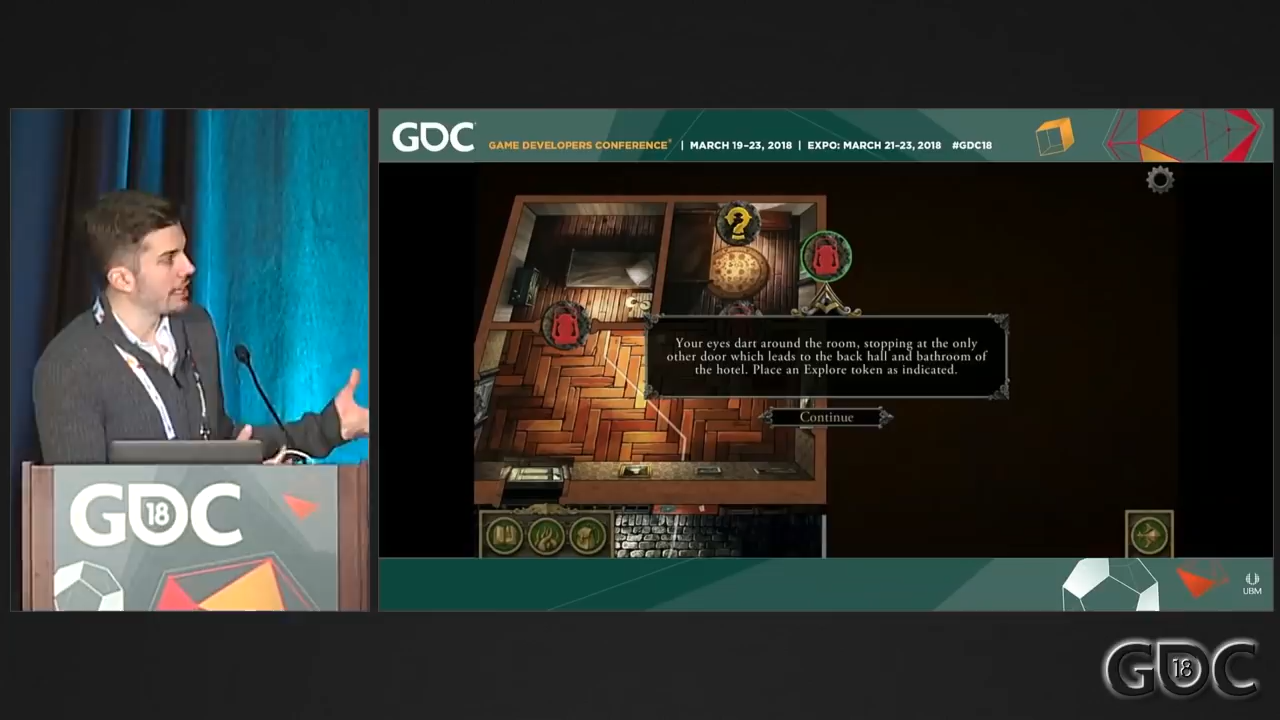 GDC
GAME DEVELOPERS CONFERENCE® | MARCH 19–23, 2018 | EXPO: MARCH 21–23, 2018 #GDC18
?
Your eyes dart around the room, stopping at the only
other door which leads to the back hall and bathroom of
the hotel. Place an Explore token as indicated.
Continue
GDC
18
UBM
GDC
18